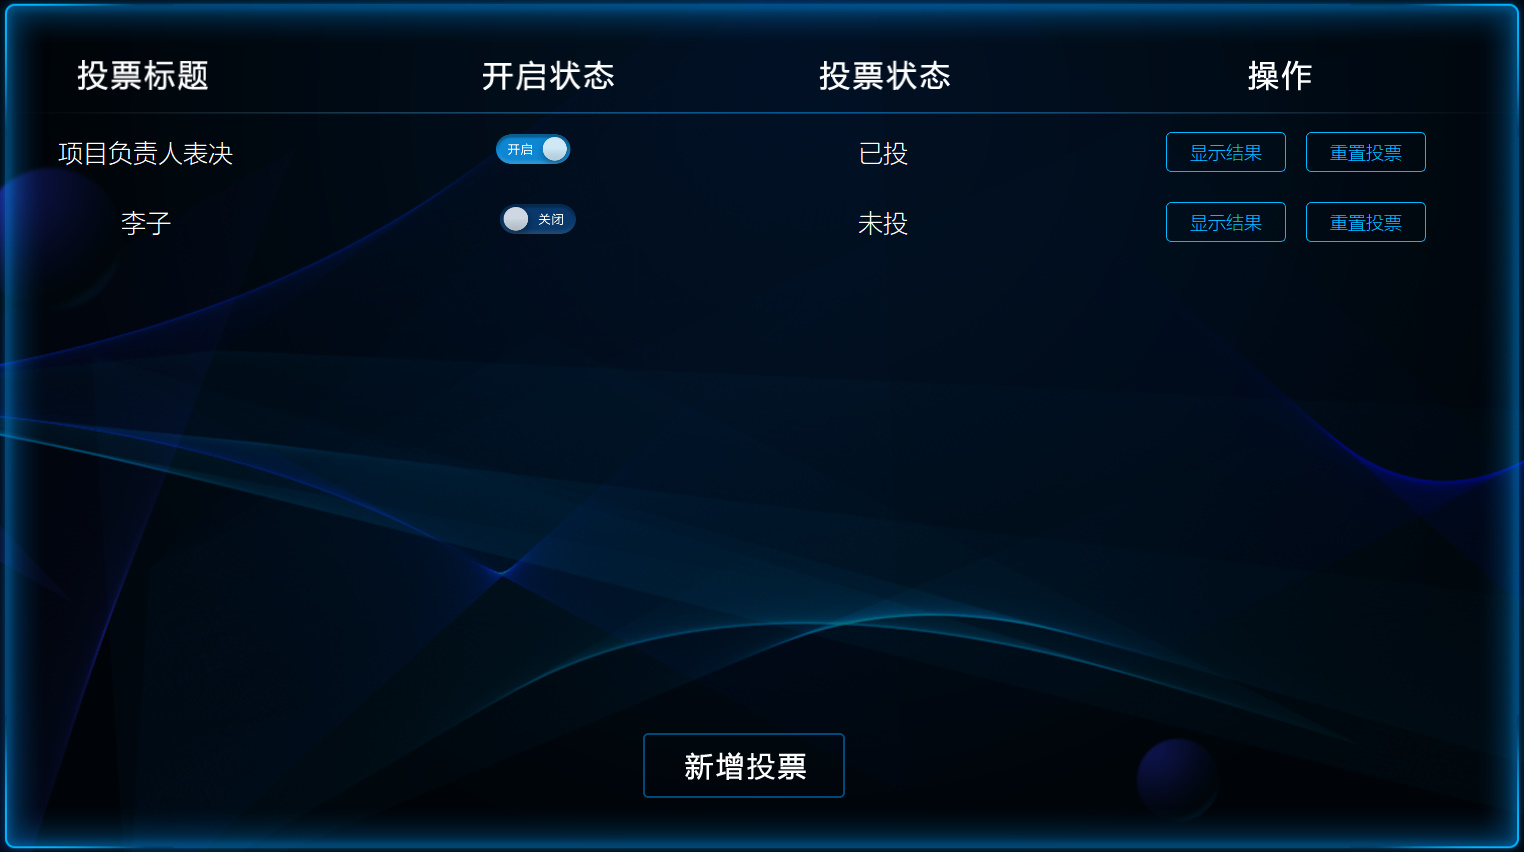 投票标题 开启状态 投票状态 操作
项目负责人表决 开启 已投 显示结果 重置投票
李子 关闭 未投 显示结果 重置投票
新增投票